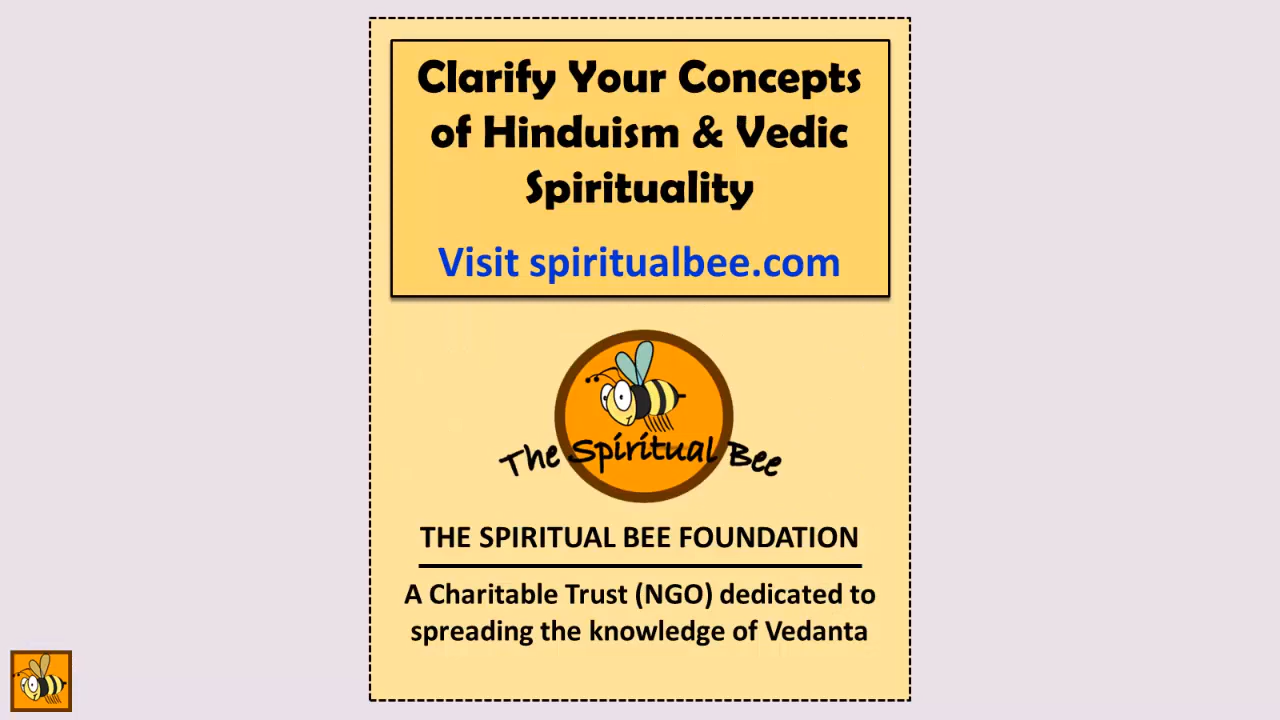 Clarify Your Concepts
of Hinduism & Vedic
Spirituality
Visit spiritualbee.com
The Spiritual Bee
THE SPIRITUAL BEE FOUNDATION
A Charitable Trust (NGO) dedicated to
spreading the knowledge of Vedanta